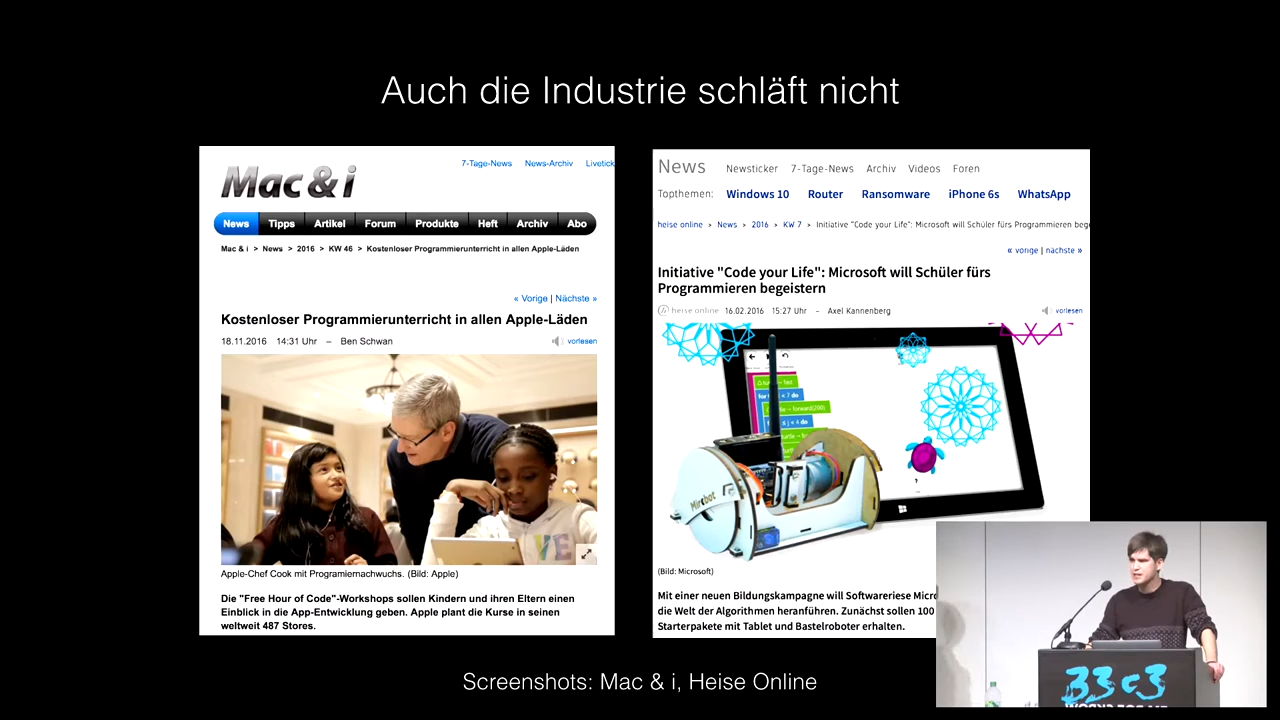 Auch die Industrie schläft nicht
Mac & i
7-Tage-News News-Archiv Livetick
News Tipps Artikel Forum Produkte Heft Archiv Abo
Mac & i > News > 2016 > KW 46 > Kostenloser Programmierunterricht in allen Apple-Läden
« Vorige | Nächste »
Kostenloser Programmierunterricht in allen Apple-Läden
18.11.2016 14:31 Uhr – Ben Schwan
vorlesen
Apple-Chef Cook mit Programiernachwuchs. (Bild: Apple)
Die "Free Hour of Code"-Workshops sollen Kindern und ihren Eltern einen
Einblick in die App-Entwicklung geben. Apple plant die Kurse in seinen
weltweit 487 Stores.
News Newsticker 7-Tage-News Archiv Videos Foren
Topthemen: Windows 10 Router Ransomware iPhone 6s WhatsApp
heise online > News > 2016 > KW 7 > Initiative "Code your Life": Microsoft will Schüler fürs Programmieren beg
« vorige | nächste »
Initiative "Code your Life": Microsoft will Schüler fürs
Programmieren begeistern
heise online 16.02.2016 15:27 Uhr – Axel Kannenberg
vorlesen
Mirobot
(Bild: Microsoft)
Mit einer neuen Bildungskampagne will Softwareriese Micro
die Welt der Algorithmen heranführen. Zunächst sollen 100
Starterpakete mit Tablet und Bastelroboter erhalten.
33c3
Screenshots: Mac & i, Heise Online